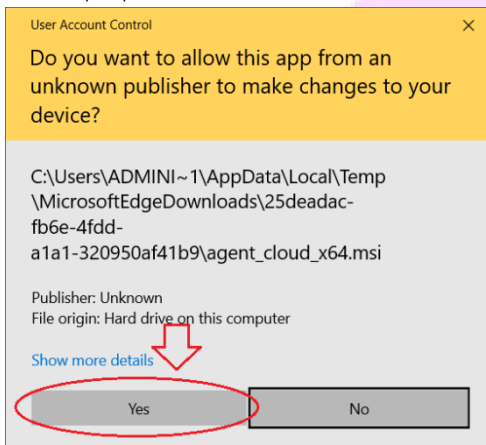 User Account Control
Do you want to allow this app from an
unknown publisher to make changes to your
device?
C:\Users\ADMINI~1\AppData\Local\Temp
\MicrosoftEdgeDownloads\25deadac-
fb6e-4fdd-
a1a1-320950af41b9\agent_cloud_x64.msi
Publisher: Unknown
File origin: Hard drive on this computer
Show more details
Yes
No